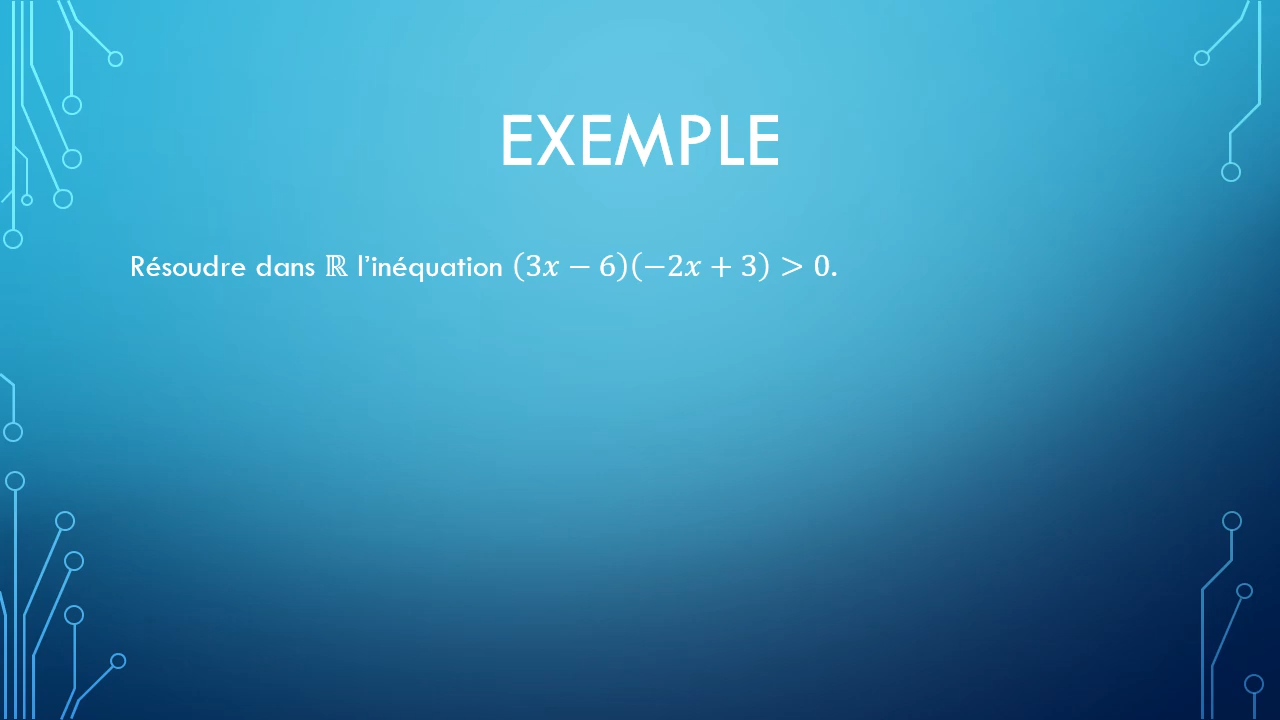 EXEMPLE
Résoudre dans ℝ l’inéquation (3𝑥 − 6)(−2𝑥 + 3) > 0.